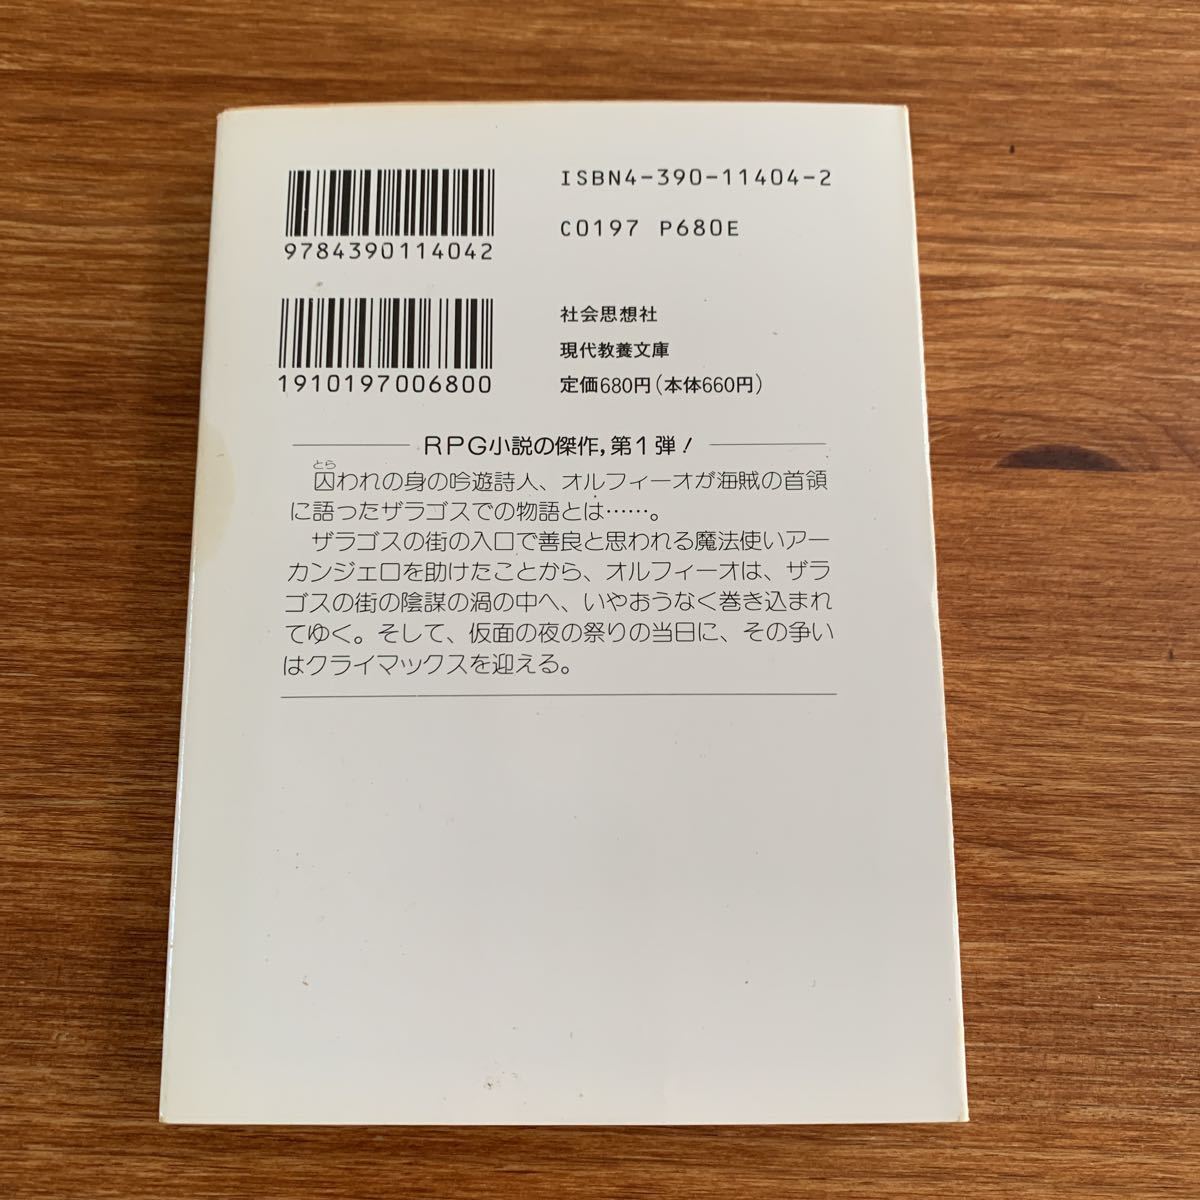 9784390114042
ISBN4-390-11404-2
C0197 P680E
1910197006800
社会思想社
現代教養文庫
定価680円(本体660円)
RPG小説の傑作,第1弾!
とら
囚われの身の吟遊詩人、オルフィーオが海賊の首領
に語ったザラゴスでの物語とは……。
ザラゴスの街の入口で善良と思われる魔法使いアー
カンジェロを助けたことから、オルフィーオは、ザラ
ゴスの街の陰謀の渦の中へ、いやおうなく巻き込まれ
てゆく。そして、仮面の夜の祭りの当日に、その争い
はクライマックスを迎える。